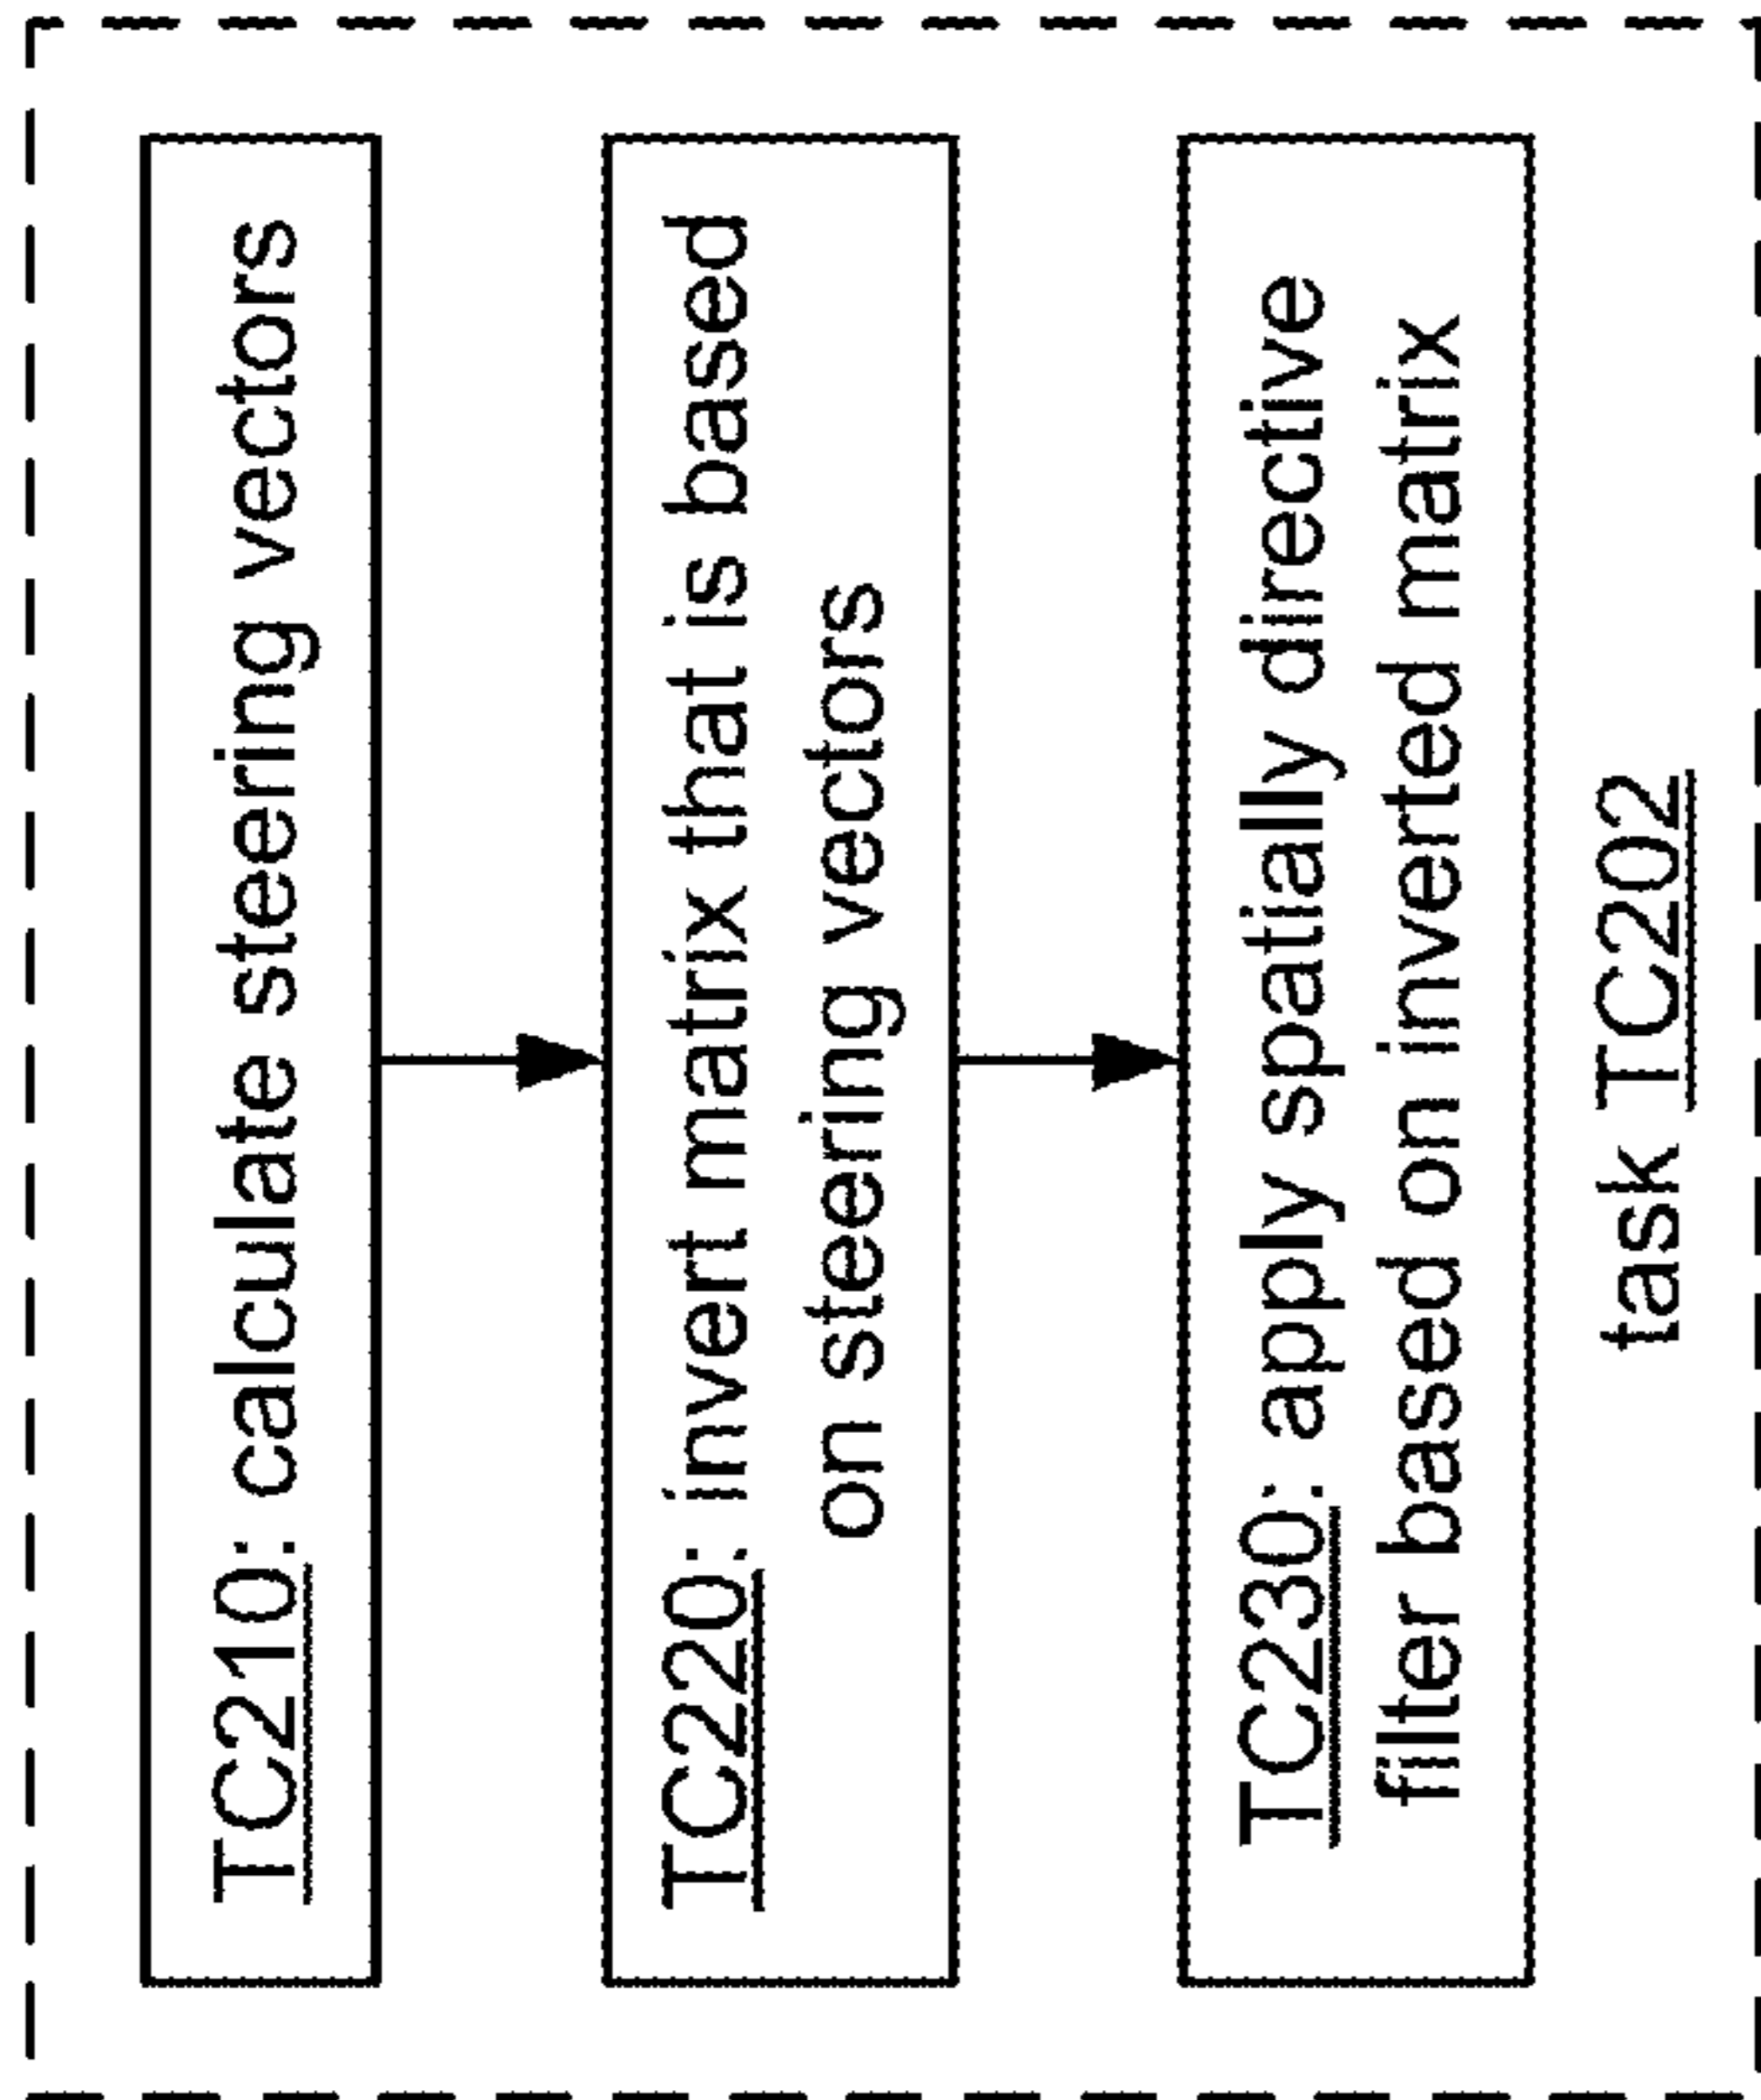 TC210: calculate steering vectors
TC220: invert matrix that is based
on steering vectors
TC230: apply spatially directive
filter based on inverted matrix
task TC202